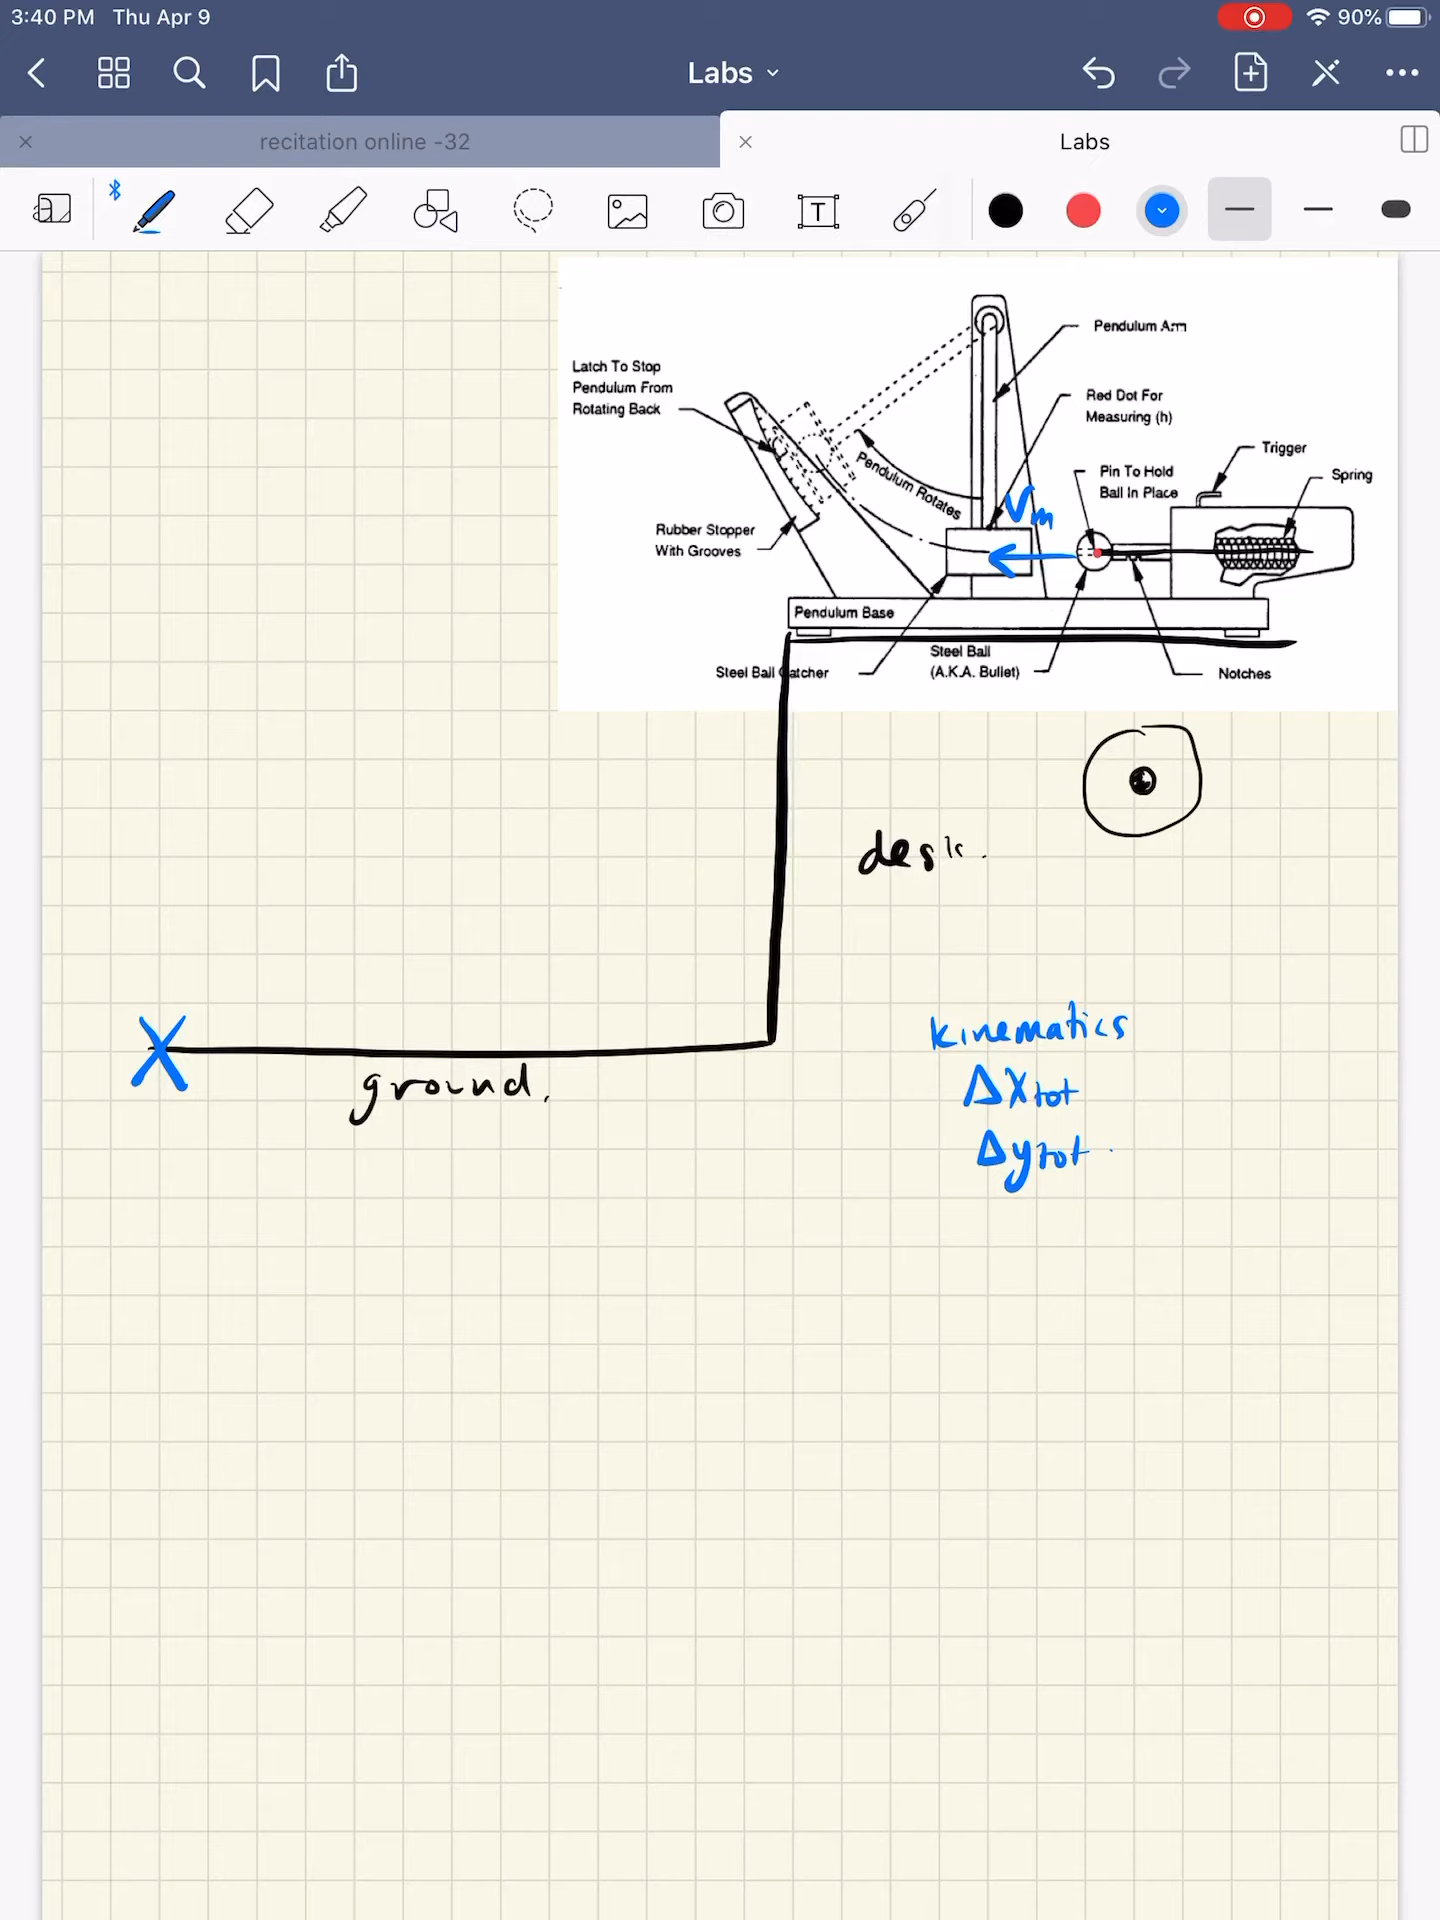 3:40 PM Thu Apr 9
90%
Labs
recitation online -32
Labs
Pendulum Arm
Latch To Stop
Pendulum From
Rotating Back
Red Dot For
Measuring (h)
Trigger
Pendulum Rotates
Pin To Hold
Ball In Place
Spring
Vm
Rubber Stopper
With Grooves
Pendulum Base
Steel Ball Catcher
Steel Ball
(A.K.A. Bullet)
Notches
desk.
kinematics
ground.
Δxtot
Δytot.